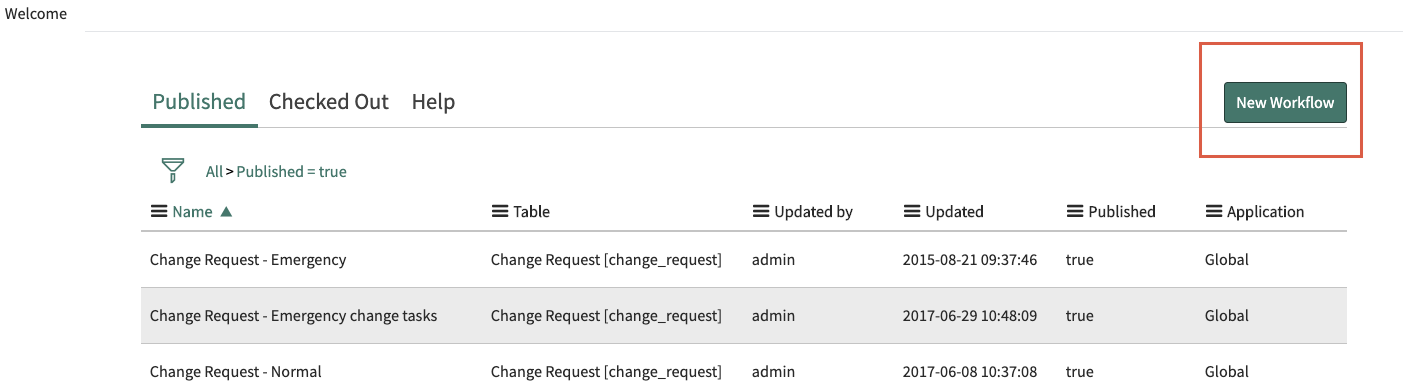 Welcome
Published Checked Out Help New Workflow
All > Published = true
Name Table Updated by Updated Published Application
Change Request - Emergency Change Request [change_request] admin 2015-08-21 09:37:46 true Global
Change Request - Emergency change tasks Change Request [change_request] admin 2017-06-29 10:48:09 true Global
Change Request - Normal Change Request [change_request] admin 2017-06-08 10:37:08 true Global